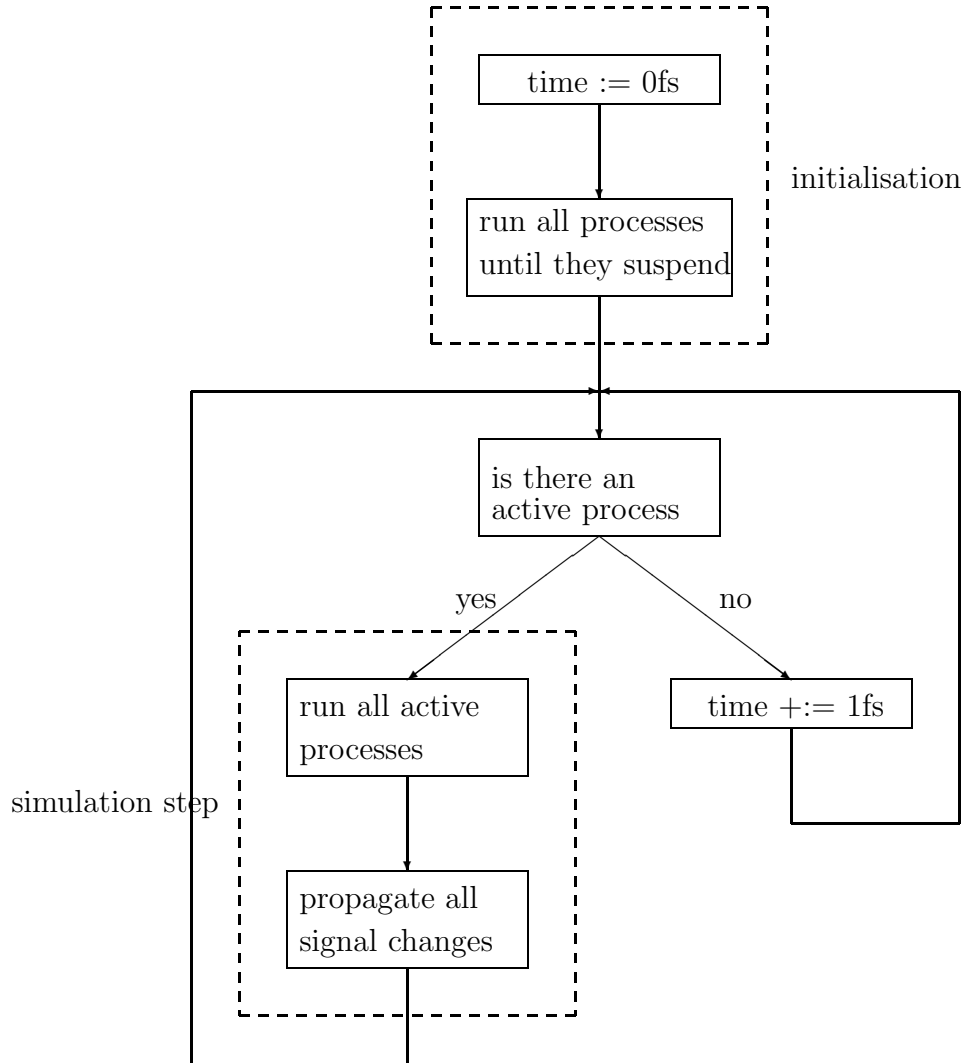 time := 0fs
initialisation
run all processes
until they suspend
is there an
active process
yes
no
run all active
processes
time +:= 1fs
simulation step
propagate all
signal changes